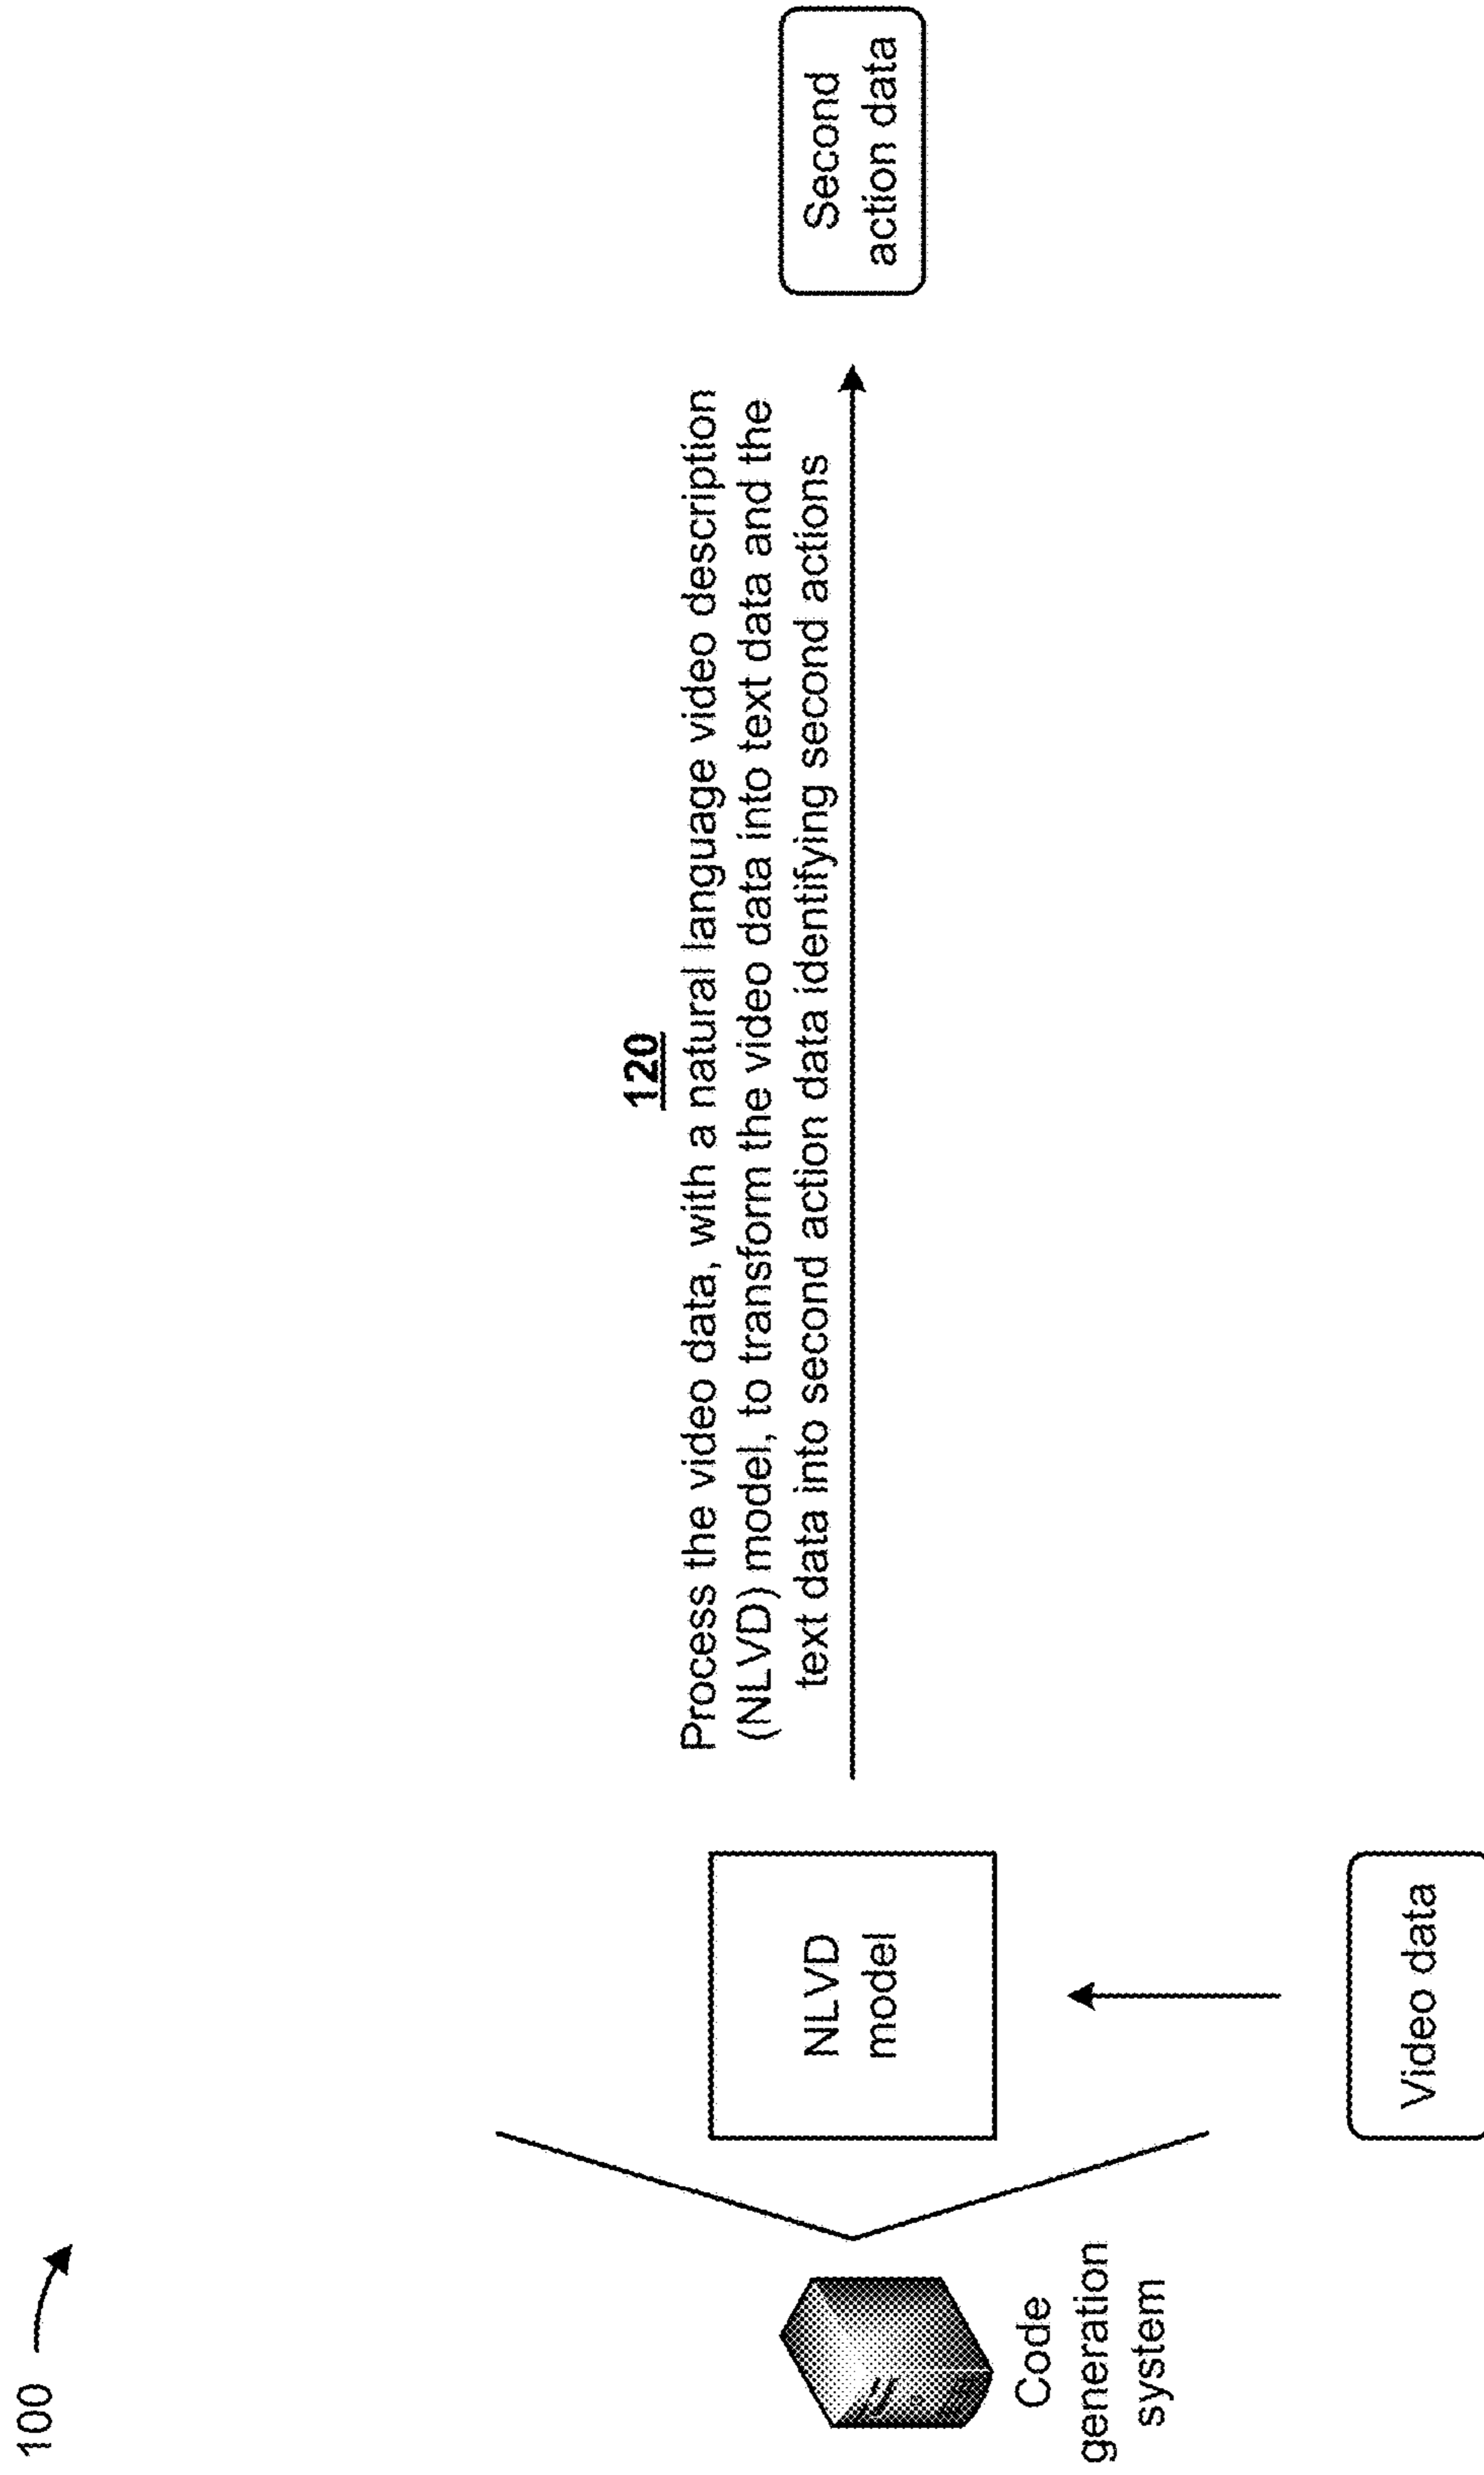 100
120
Process the video data, with a natural language video description
(NLVD) model, to transform the video data into text data and the
text data into second action data identifying second actions
Code
generation
system
NLVD
model
Second
action data
Video data